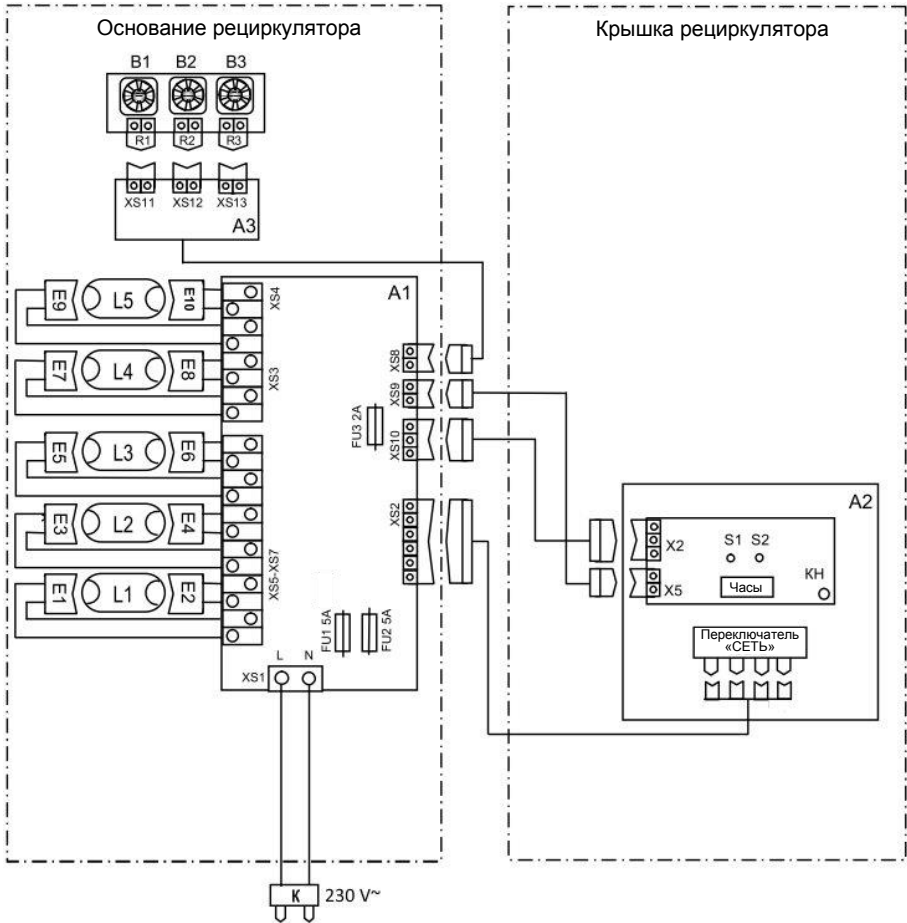 Основание рециркулятора
Крышка рециркулятора
B1 B2 B3
R1 R2 R3
XS11 XS12 XS13
A3
A1
E9 L5 E10
XS4
E7 L4 E8
XS3
E5 L3 E6
E3 L2 E4
E1 L1 E2
XS5-XS7
XS8
XS9
XS10
FU3 2A
XS2
FU1 5A
FU2 5A
L N
XS1
K 230 V~
A2
X2
S1 S2
X5
Часы
КН
Переключатель
«СЕТЬ»